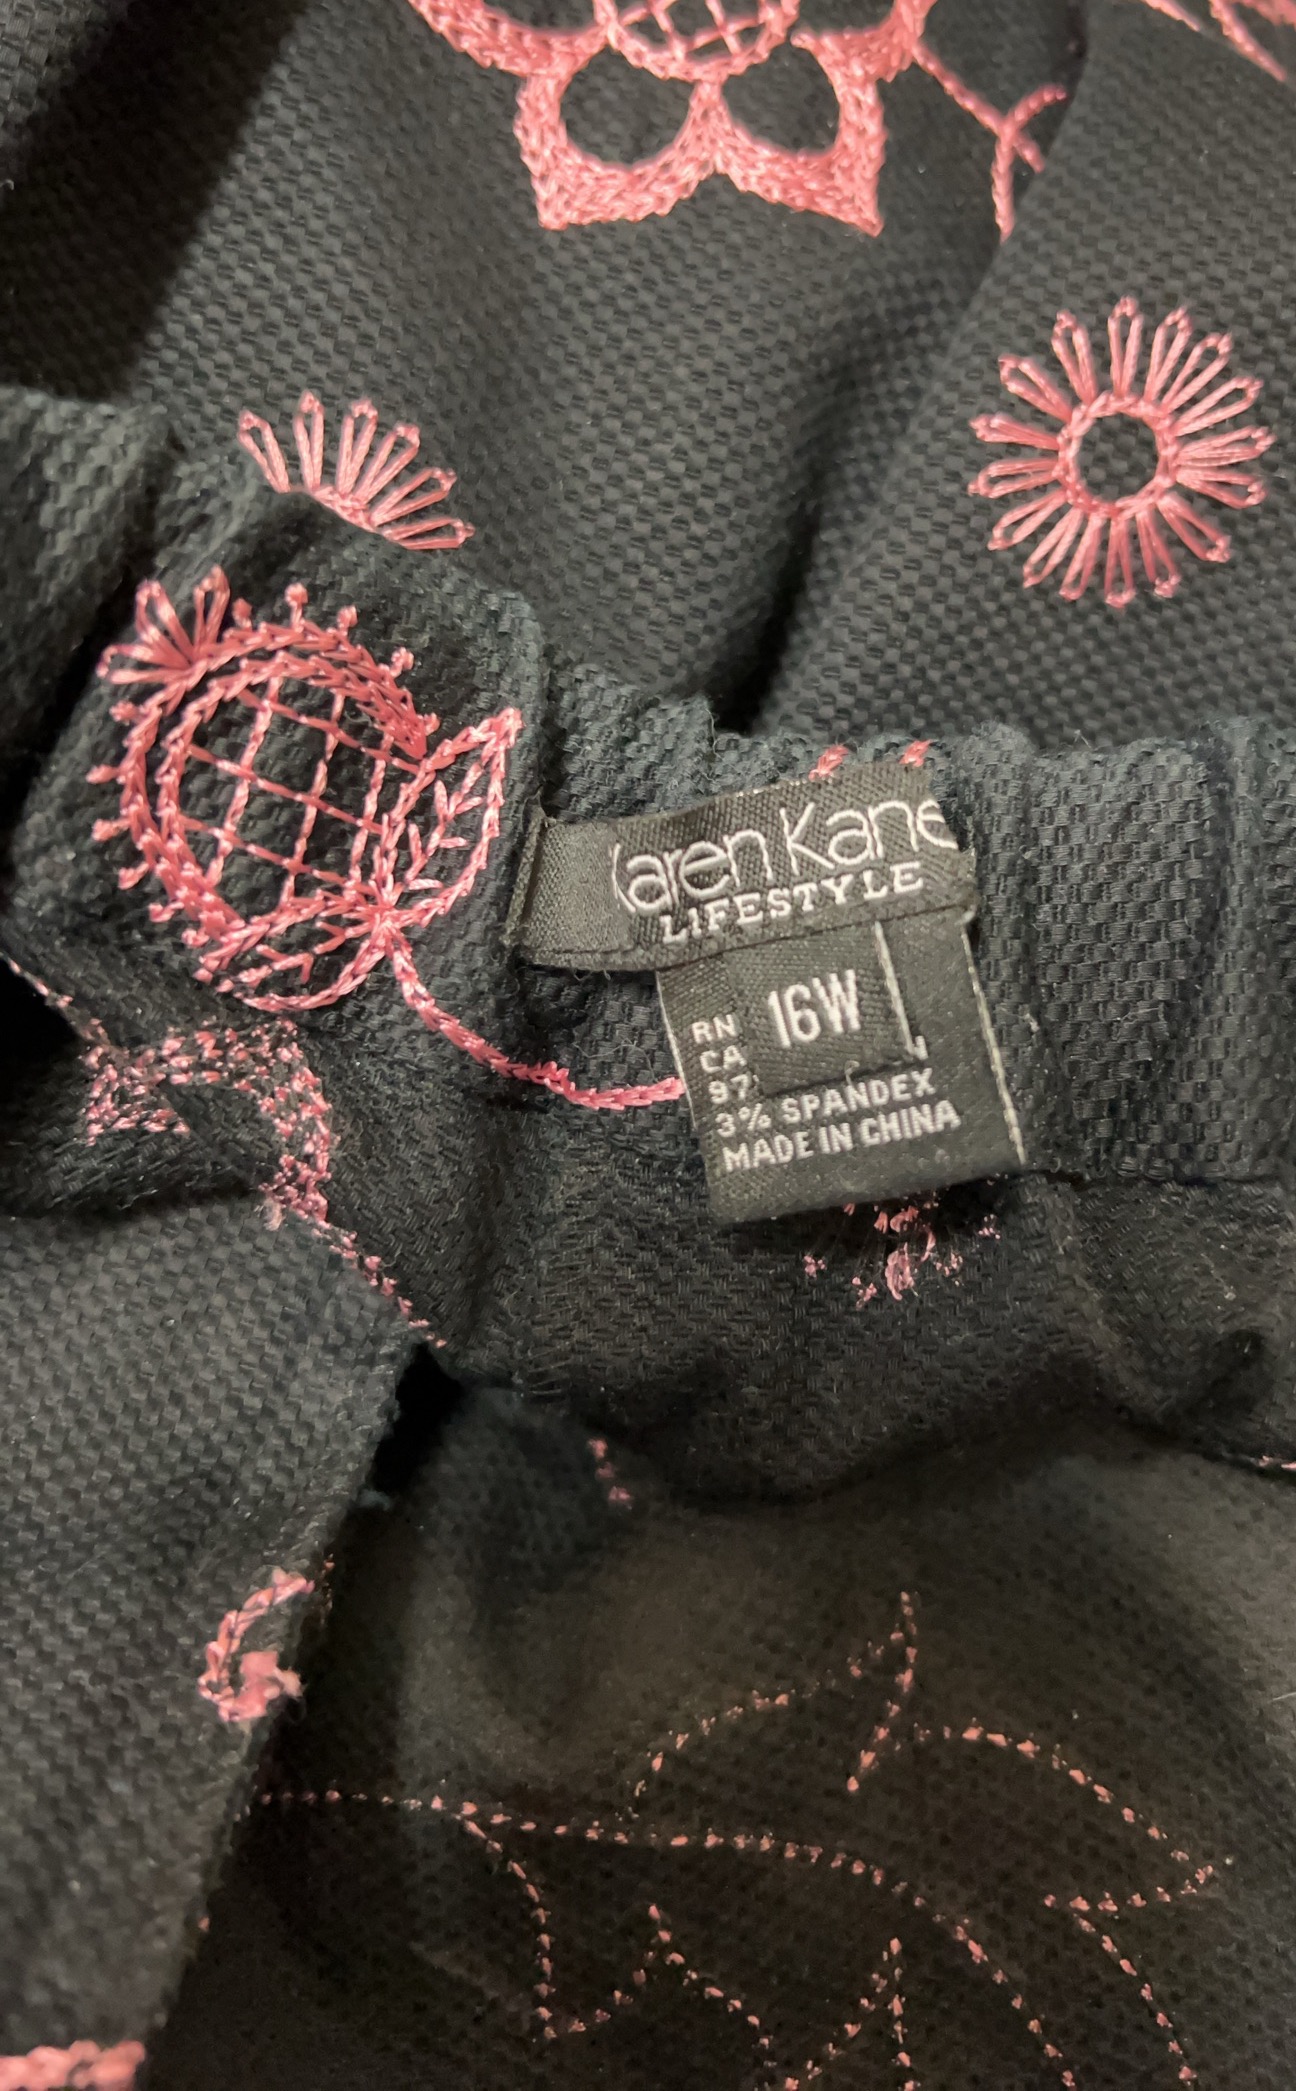 Karen Kane
LIFESTYLE
16W
RN
CA
97
3% SPANDEX
MADE IN CHINA